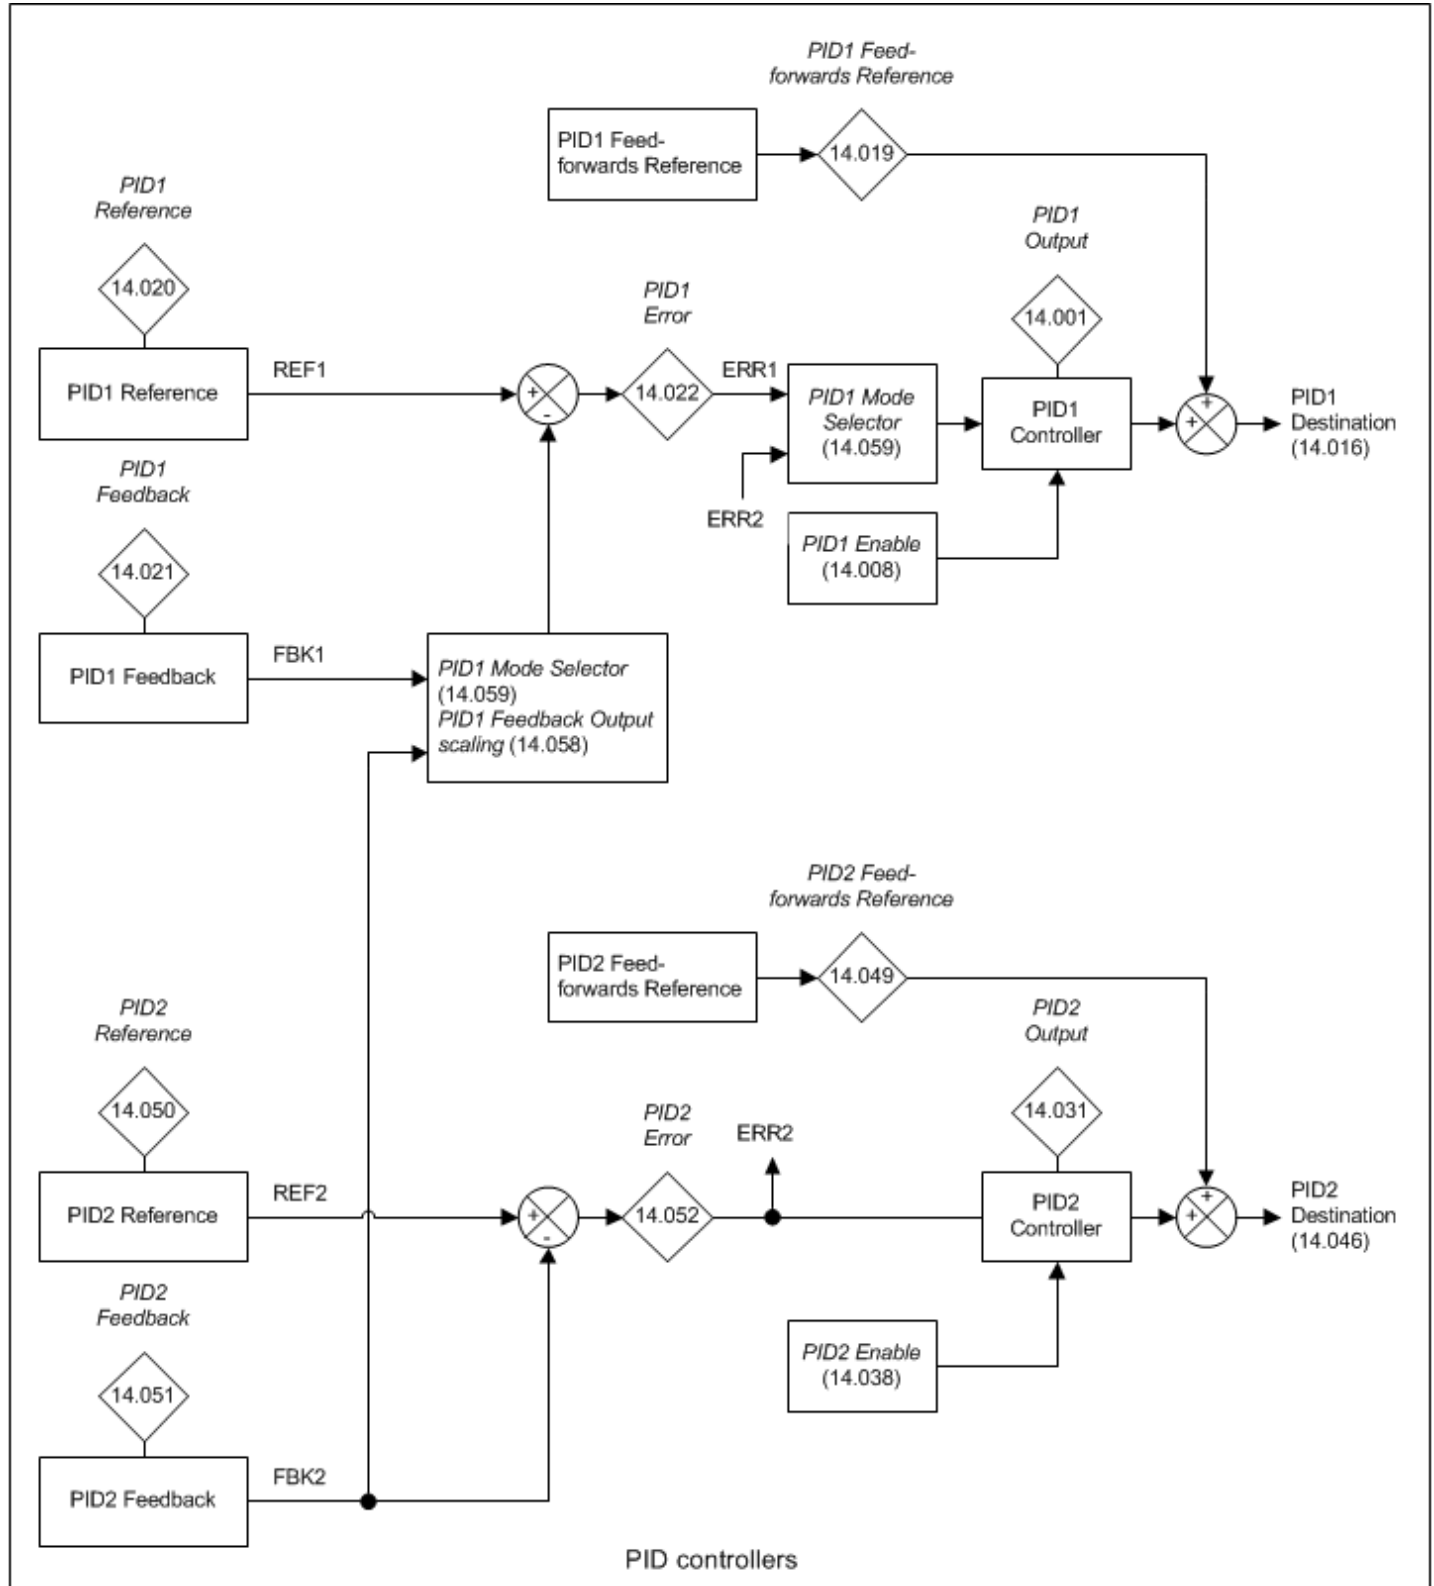 PID1 Feed-
forwards Reference
PID1 Feed-
forwards Reference
14.019
PID1
Reference
14.020
PID1
Output
14.001
PID1
Error
14.022
PID1 Reference
REF1
+
-
ERR1
PID1 Mode
Selector
(14.059)
ERR2
PID1
Controller
+
+
PID1
Destination
(14.016)
PID1
Feedback
14.021
PID1 Enable
(14.008)
PID1 Feedback
FBK1
PID1 Mode Selector
(14.059)
PID1 Feedback Output
scaling (14.058)
PID2 Feed-
forwards Reference
PID2 Feed-
forwards Reference
14.049
PID2
Reference
14.050
PID2
Output
14.031
PID2
Error
14.052
ERR2
PID2 Reference
REF2
+
-
PID2
Controller
+
+
PID2
Destination
(14.046)
PID2
Feedback
14.051
PID2 Enable
(14.038)
PID2 Feedback
FBK2
PID controllers